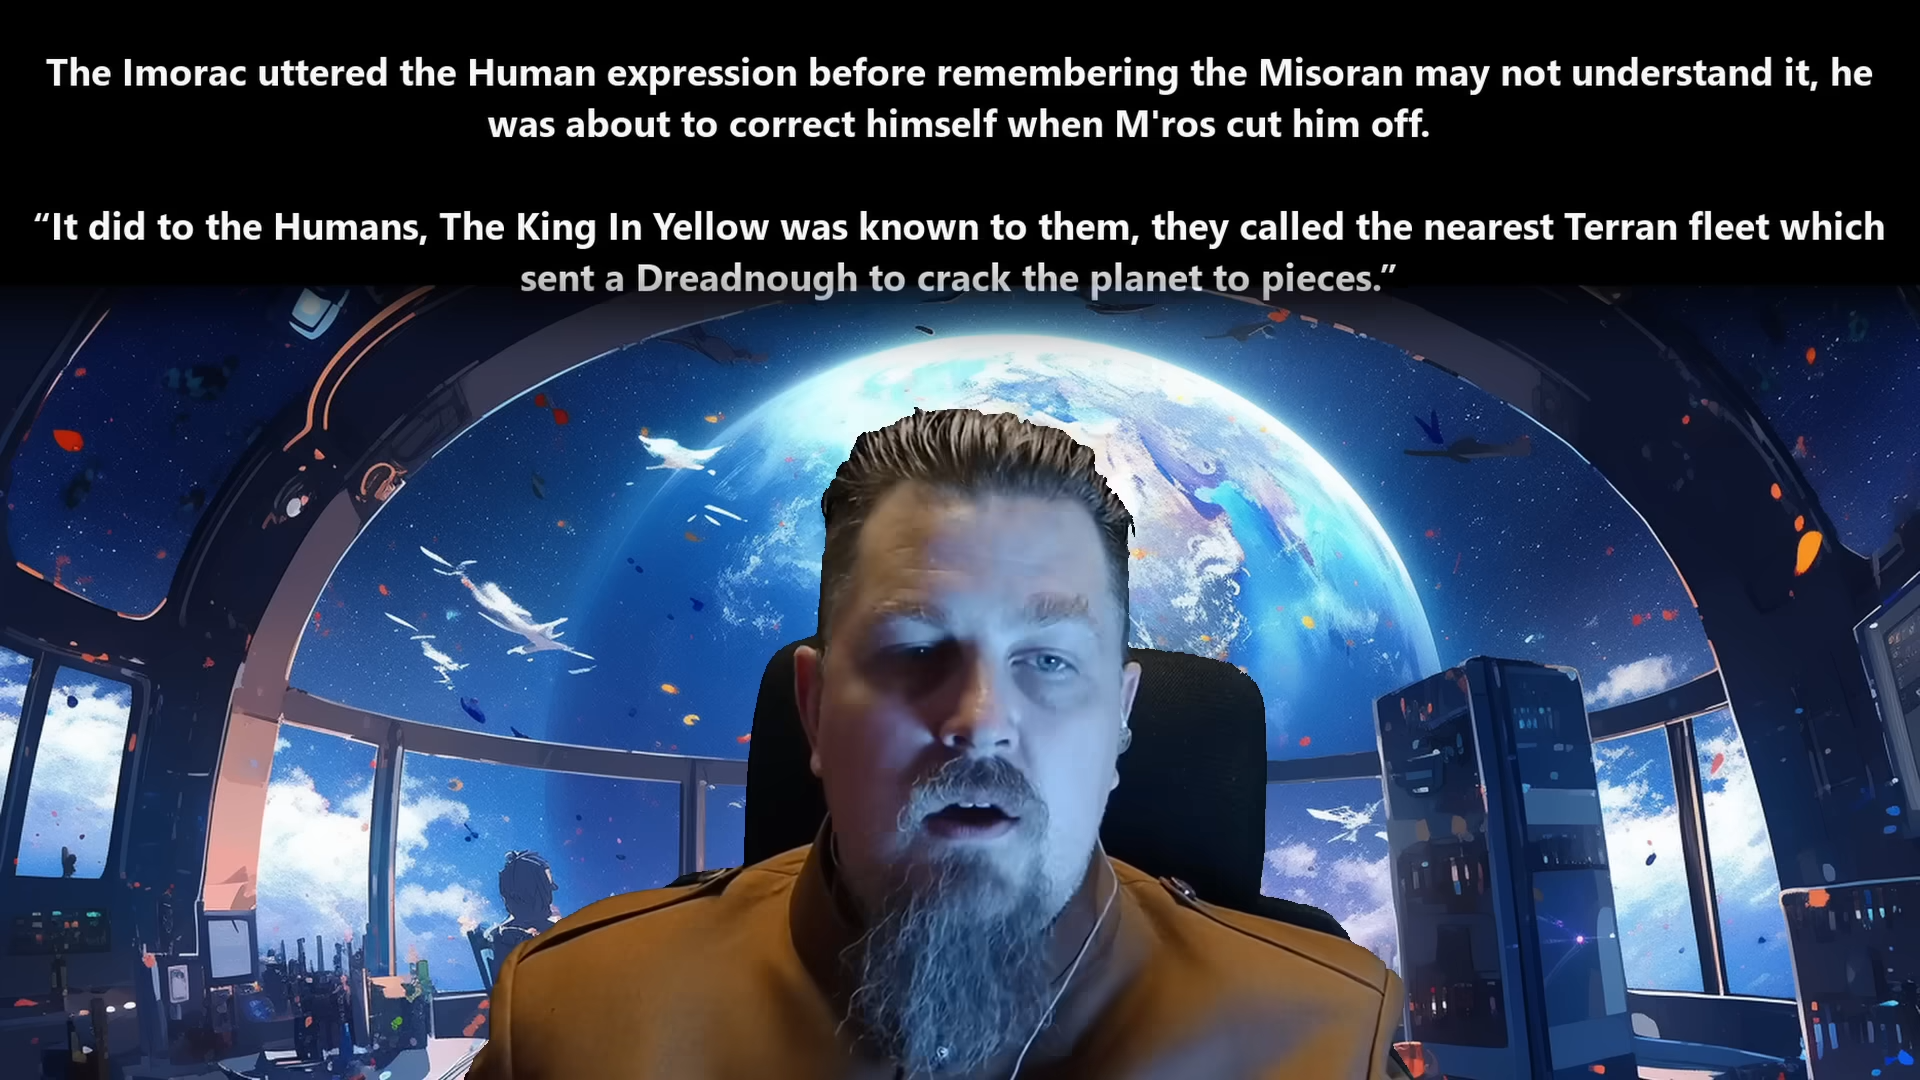 The Imorac uttered the Human expression before remembering the Misoran may not understand it, he
was about to correct himself when M'ros cut him off.
“It did to the Humans, The King In Yellow was known to them, they called the nearest Terran fleet which
sent a Dreadnough to crack the planet to pieces.”